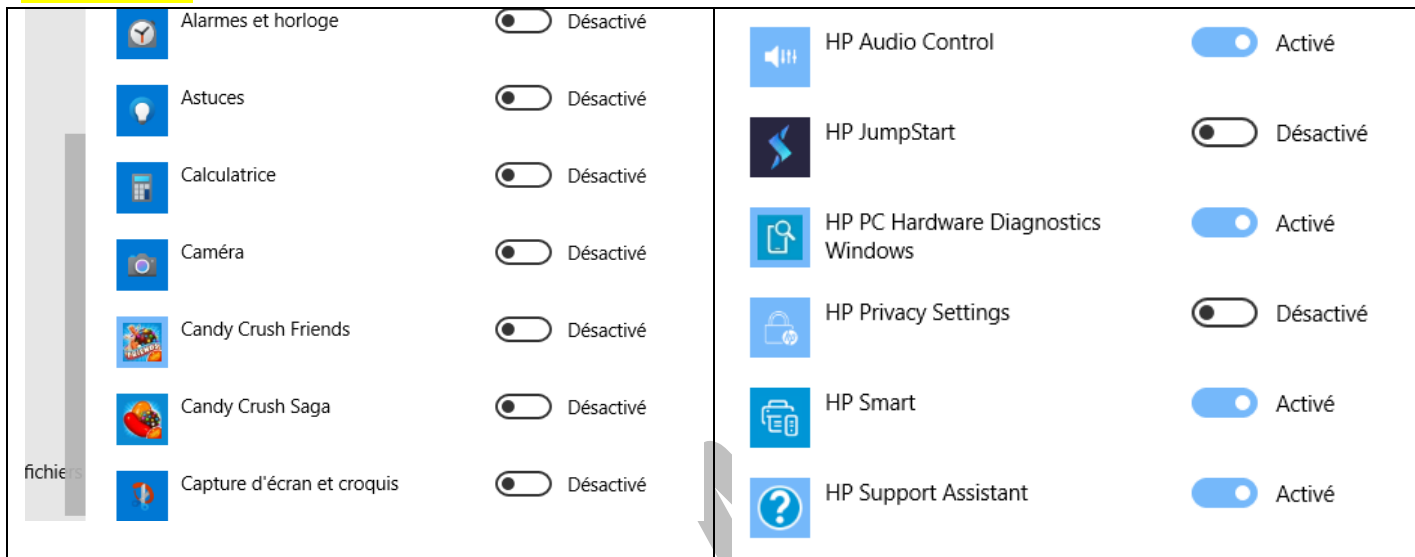 Alarmes et horloge Désactivé
Astuces Désactivé
Calculatrice Désactivé
Caméra Désactivé
Candy Crush Friends Désactivé
Candy Crush Saga Désactivé
fichiers
Capture d'écran et croquis Désactivé
HP Audio Control Activé
HP JumpStart Désactivé
HP PC Hardware Diagnostics Activé
Windows
HP Privacy Settings Désactivé
HP Smart Activé
HP Support Assistant Activé